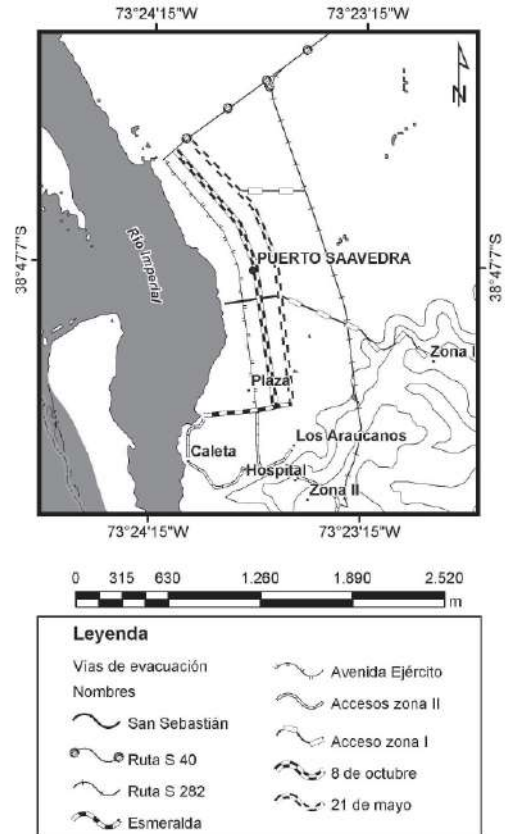 73°24'15"W 73°23'15"W
N
38°47'7"S
38°47'7"S
Río Imperial
PUERTO SAAVEDRA
Zona I
Plaza
Los Araucanos
Caleta
Hospital
Zona II
73°24'15"W 73°23'15"W
0 315 630 1.260 1.890 2.520
m
Leyenda
Vías de evacuación
Nombres
San Sebastián
Ruta S 40
Ruta S 282
Esmeralda
Avenida Ejército
Accesos zona II
Acceso zona I
8 de octubre
21 de mayo